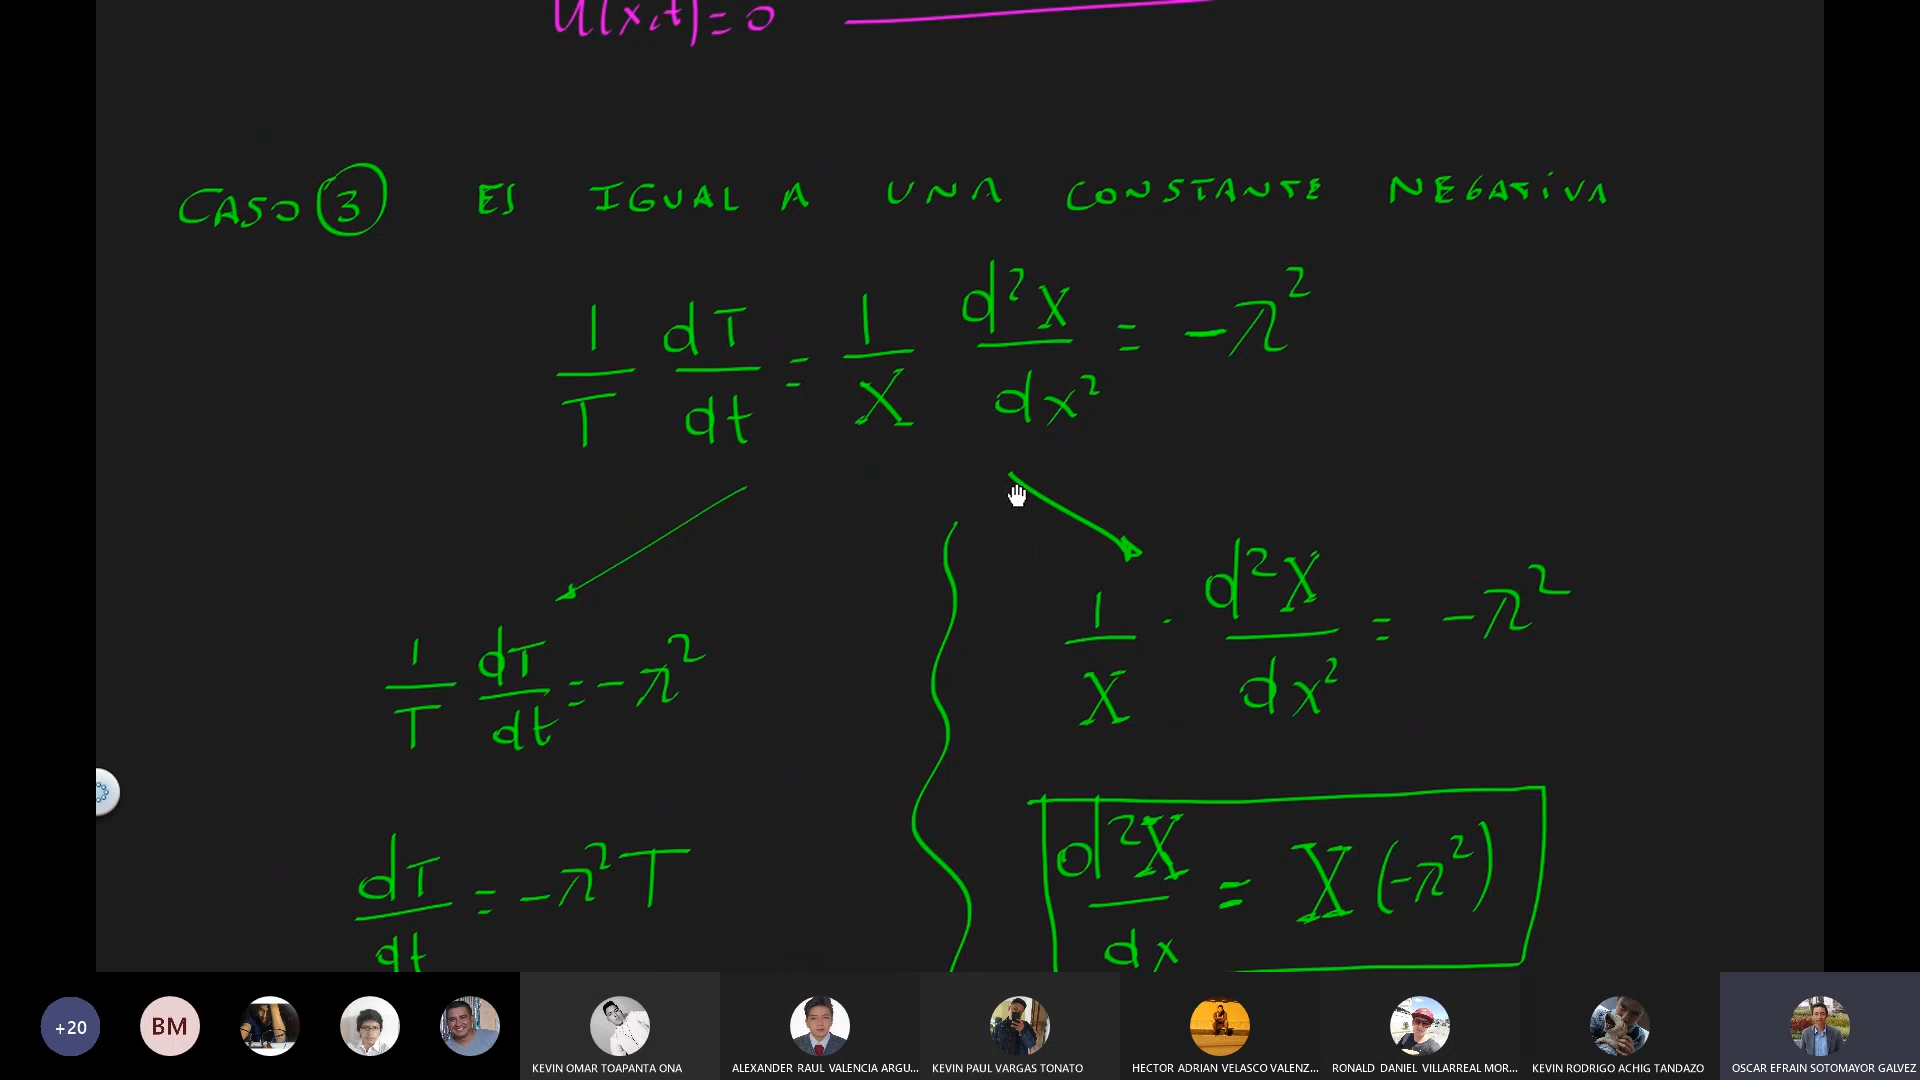 U(x,t)=0
CASO 3 ES IGUAL A UNA CONSTANTE NEGATIVA
1/T dT/dt = 1/X d²X/dx² = -λ²
1/T dT/dt = -λ²
1/X · d²X/dx² = -λ²
dT/dt = -λ² T
d²X/dx = X(-λ²)
+20
BM
KEVIN OMAR TOAPANTA ONA
ALEXANDER RAUL VALENCIA ARGU...
KEVIN PAUL VARGAS TONATO
HECTOR ADRIAN VELASCO VALENZ...
RONALD DANIEL VILLARREAL MOR...
KEVIN RODRIGO ACHIG TANDAZO
OSCAR EFRAIN SOTOMAYOR GALVEZ